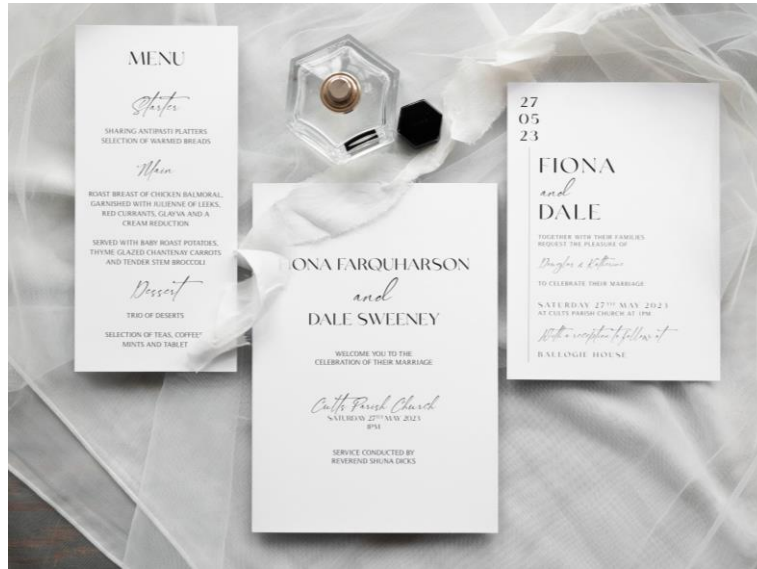 MENU
Starter
SHARING ANTIPASTI PLATTERS
SELECTION OF WARMED BREADS
Main
ROAST BREAST OF CHICKEN BALMORAL,
GARNISHED WITH JULIENNE OF LEEKS,
RED CURRANTS, GLAYVA AND A
CREAM REDUCTION
SERVED WITH BABY ROAST POTATOES,
THYME GLAZED CHANTENAY CARROTS
AND TENDER STEM BROCCOLI
Dessert
TRIO OF DESERTS
SELECTION OF TEAS, COFFEE
MINTS AND TABLET
IONA FARQUHARSON
and
DALE SWEENEY
WELCOME YOU TO THE
CELEBRATION OF THEIR MARRIAGE
Cults Parish Church
SATURDAY 27TH MAY 2023
1PM
SERVICE CONDUCTED BY
REVEREND SHUNA DICKS
27
05
23
FIONA
and
DALE
TOGETHER WITH THEIR FAMILIES
REQUEST THE PLEASURE OF
Douglas & Katherine
TO CELEBRATE THEIR MARRIAGE
SATURDAY 27TH MAY 2023
AT CULTS PARISH CHURCH AT 1PM
With a reception to follow at
BALLOGIE HOUSE